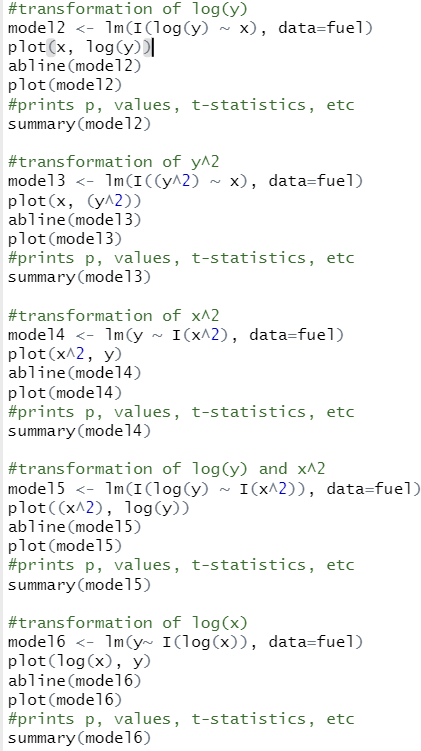 #transformation of log(y)
model2 <- lm(I(log(y) ~ x), data=fuel)
plot(x, log(y))
abline(model2)
plot(model2)
#prints p, values, t-statistics, etc
summary(model2)
#transformation of y^2
model3 <- lm(I((y^2) ~ x), data=fuel)
plot(x, (y^2))
abline(model3)
plot(model3)
#prints p, values, t-statistics, etc
summary(model3)
#transformation of x^2
model4 <- lm(y ~ I(x^2), data=fuel)
plot(x^2, y)
abline(model4)
plot(model4)
#prints p, values, t-statistics, etc
summary(model4)
#transformation of log(y) and x^2
model5 <- lm(I(log(y) ~ I(x^2)), data=fuel)
plot((x^2), log(y))
abline(model5)
plot(model5)
#prints p, values, t-statistics, etc
summary(model5)
#transformation of log(x)
model6 <- lm(y~ I(log(x)), data=fuel)
plot(log(x), y)
abline(model6)
plot(model6)
#prints p, values, t-statistics, etc
summary(model6)